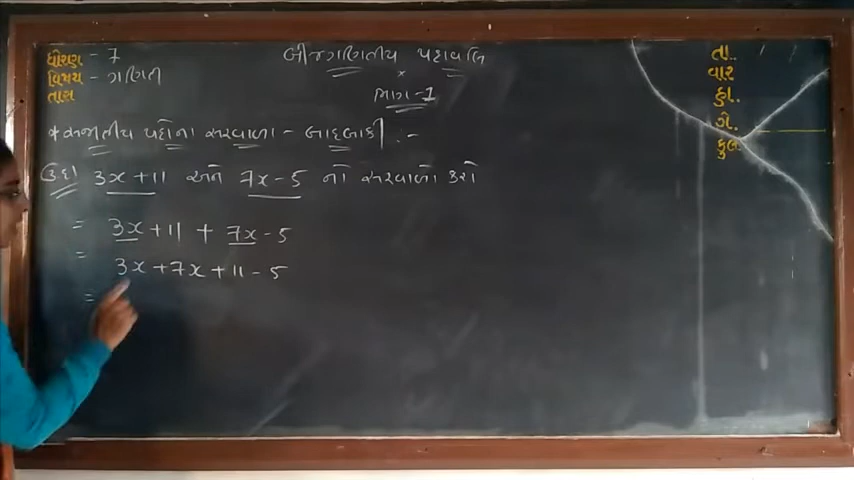 ધોરણ - 7
વિષય - ગણિત
તાસ
બીજગણિતીય પદાવલિ
ભાગ-1
તા..
વાર
હા..
ગે..
કુલ..
* સજાતીય પદોના સરવાળા - બાદબાકી :-
ઉદા 3x+11 અને 7x-5 નો સરવાળો કરો
= 3x+11 + 7x-5
= 3x+7x+11-5
=